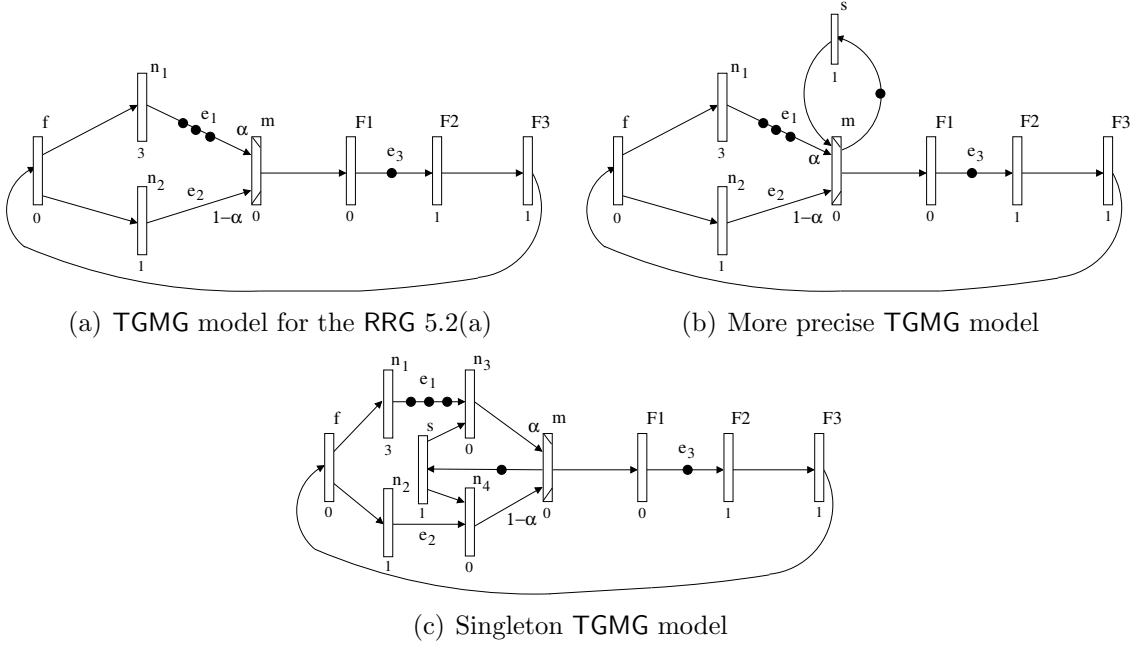 s
1
n1 n1
f e1 α m F1 F2 F3 f e1 α m F1 F2 F3
e3 e3
3 3
n2 e2 n2 e2
0 1−α 0 0 1 1 0 1−α 0 0 1 1
1 1
(a) TGMG model for the RRG 5.2(a) (b) More precise TGMG model
n1 e1 n3
f s α m F1 F2 F3
3 0 e3
n2 n4
0 1 1−α 0 0 1 1
e2
1 0
(c) Singleton TGMG model